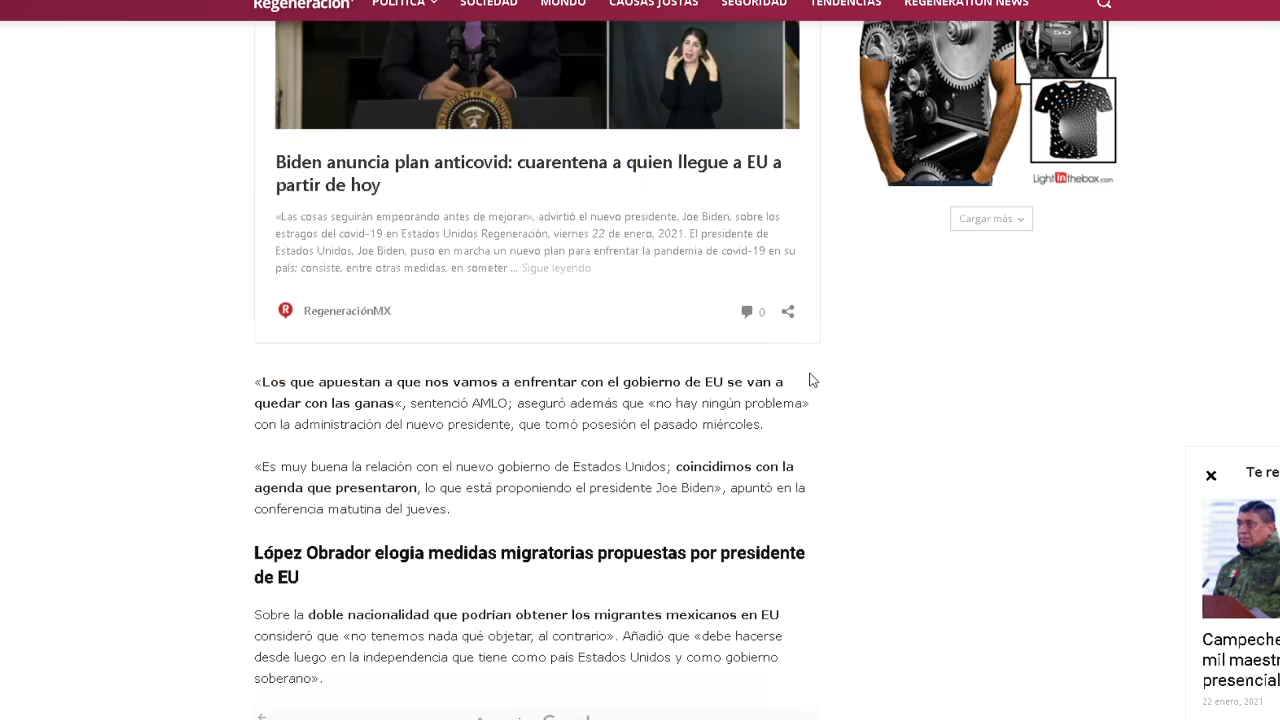 Regeneración
POLÍTICA SOCIEDAD MUNDO CAUSAS JUSTAS SEGURIDAD TENDENCIAS REGENERATION NEWS
50
Light in the box.com
Cargar más
Biden anuncia plan anticovid: cuarentena a quien llegue a EU a
partir de hoy
«Las cosas seguirán empeorando antes de mejorar», advirtió el nuevo presidente, Joe Biden, sobre los
estragos del covid-19 en Estados Unidos Regeneración, viernes 22 de enero, 2021. El presidente de
Estados Unidos, Joe Biden, puso en marcha un nuevo plan para enfrentar la pandemia de covid-19 en su
país; consiste, entre otras medidas, en someter ... Sigue leyendo
RegeneraciónMX
0
«Los que apuestan a que nos vamos a enfrentar con el gobierno de EU se van a
quedar con las ganas«, sentenció AMLO; aseguró además que «no hay ningún problema»
con la administración del nuevo presidente, que tomó posesión el pasado miércoles.
«Es muy buena la relación con el nuevo gobierno de Estados Unidos; coincidimos con la
agenda que presentaron, lo que está proponiendo el presidente Joe Biden», apuntó en la
conferencia matutina del jueves.
López Obrador elogia medidas migratorias propuestas por presidente
de EU
Sobre la doble nacionalidad que podrían obtener los migrantes mexicanos en EU
consideró que «no tenemos nada qué objetar, al contrario». Añadió que «debe hacerse
desde luego en la independencia que tiene como país Estados Unidos y como gobierno
soberano».
Te re
Campeche
mil maest
presencial
22 enero, 2021